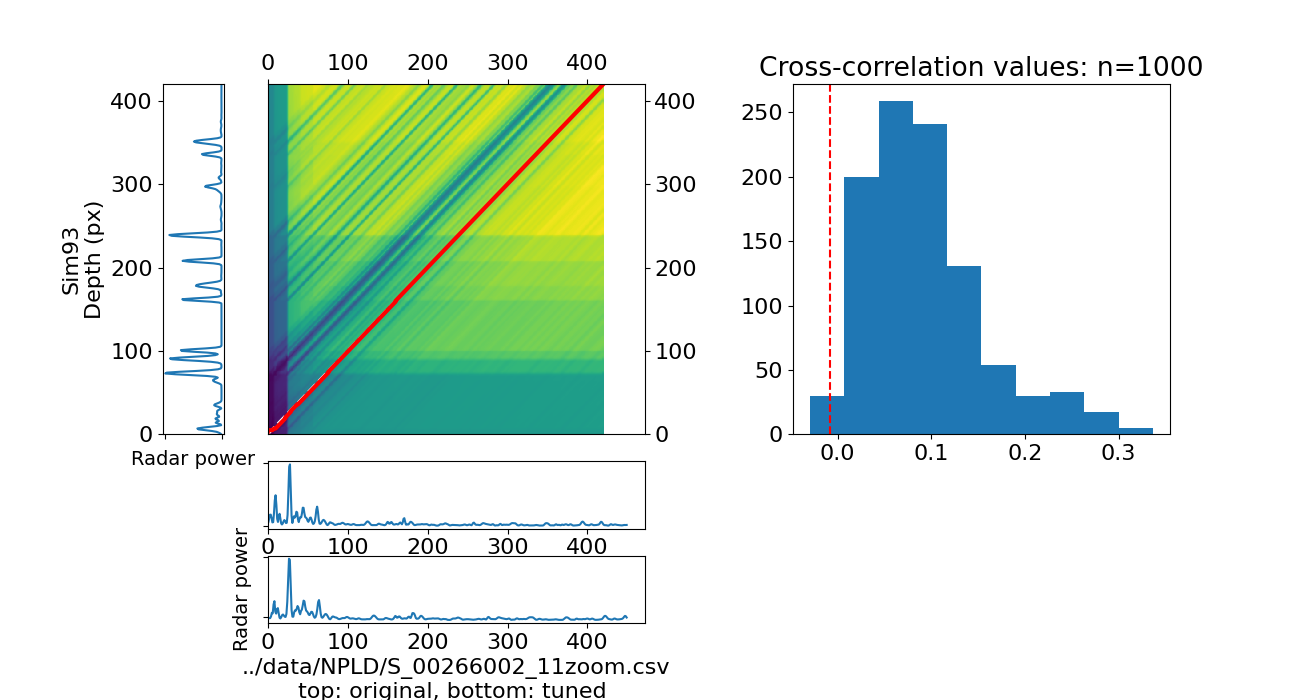 Cross-correlation values: n=1000
0 100 200 300 400
400 300 200 100 0
Sim93
Depth (px)
400 300 200 100 0
250 200 150 100 50 0
0.0 0.1 0.2 0.3
Radar power
0 100 200 300 400
Radar power
0 100 200 300 400
../data/NPLD/S_00266002_11zoom.csv
top: original, bottom: tuned